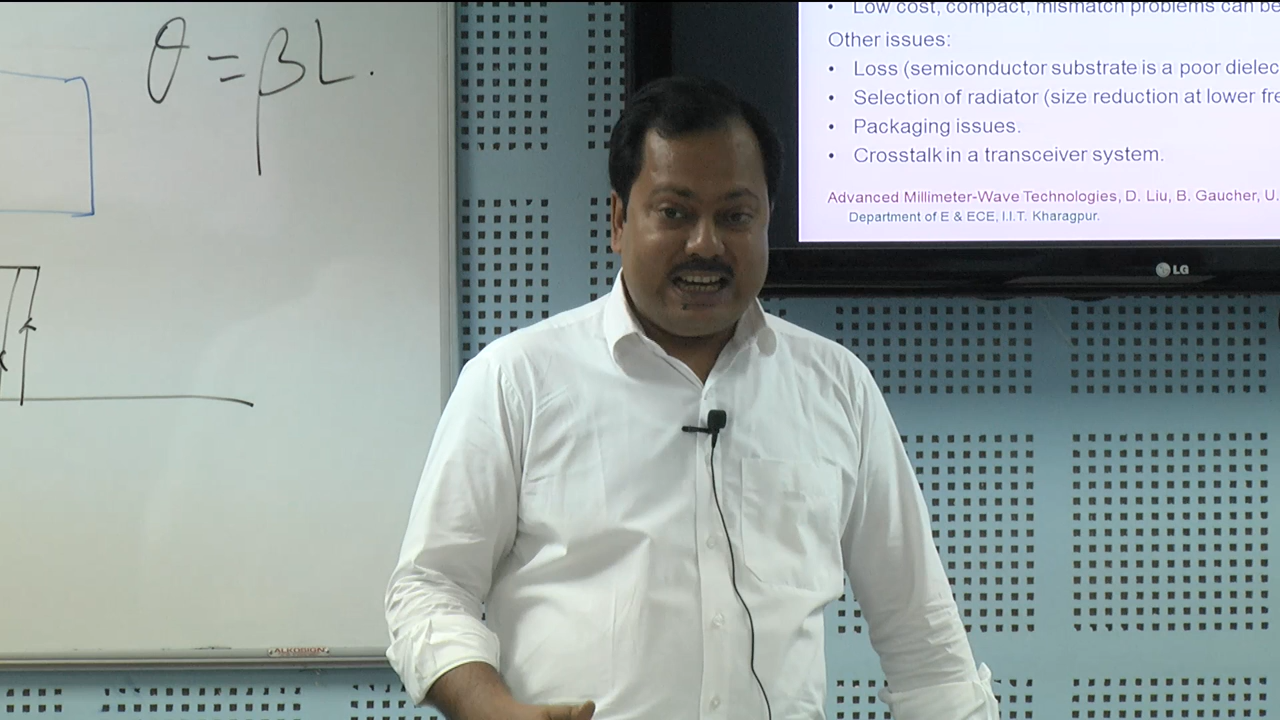 θ = βL.
• Low cost, compact, mismatch problems can be
Other issues:
• Loss (semiconductor substrate is a poor dielec
• Selection of radiator (size reduction at lower fre
• Packaging issues.
• Crosstalk in a transceiver system.
Advanced Millimeter-Wave Technologies, D. Liu, B. Gaucher, U.
Department of E & ECE, I.I.T. Kharagpur.
LG